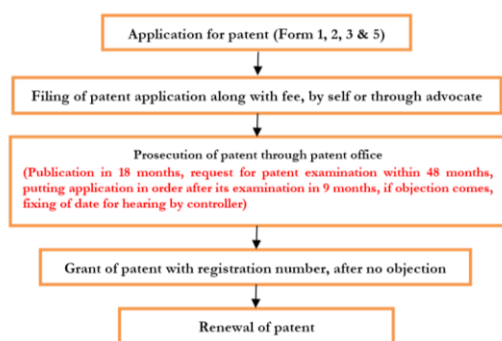 Application for patent (Form 1, 2, 3 & 5)
Filing of patent application along with fee, by self or through advocate
Prosecution of patent through patent office
(Publication in 18 months, request for patent examination within 48 months,
putting application in order after its examination in 9 months, if objection comes,
fixing of date for hearing by controller)
Grant of patent with registration number, after no objection
Renewal of patent